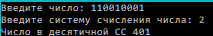 Введите число: 110010001
Введите систему счисления числа: 2
Число в десятичной СС 401